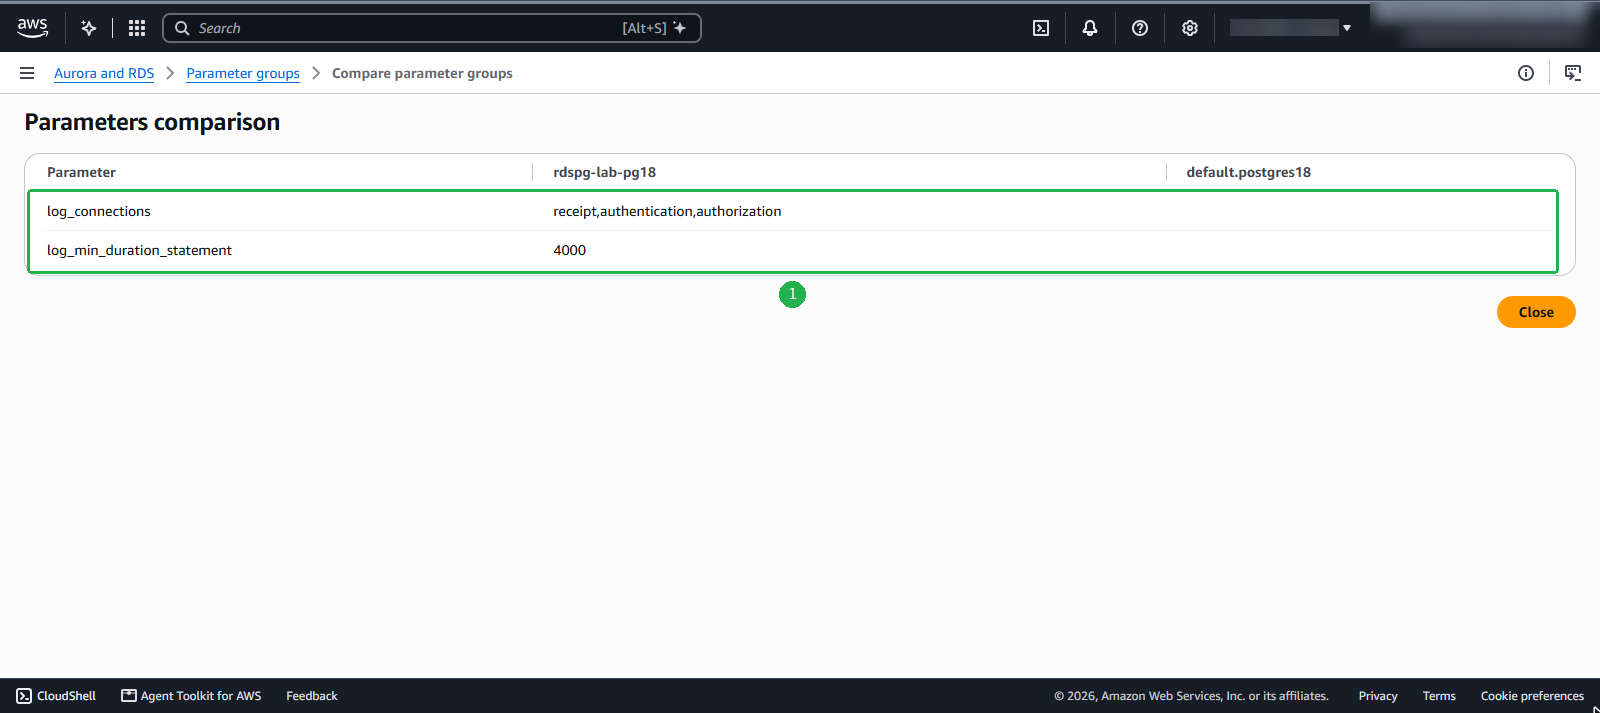 aws
Search [Alt+S]
Aurora and RDS > Parameter groups > Compare parameter groups
Parameters comparison
Parameter rdspg-lab-pg18 default.postgres18
log_connections receipt,authentication,authorization
log_min_duration_statement 4000
1
Close
CloudShell Agent Toolkit for AWS Feedback © 2026, Amazon Web Services, Inc. or its affiliates. Privacy Terms Cookie preferences